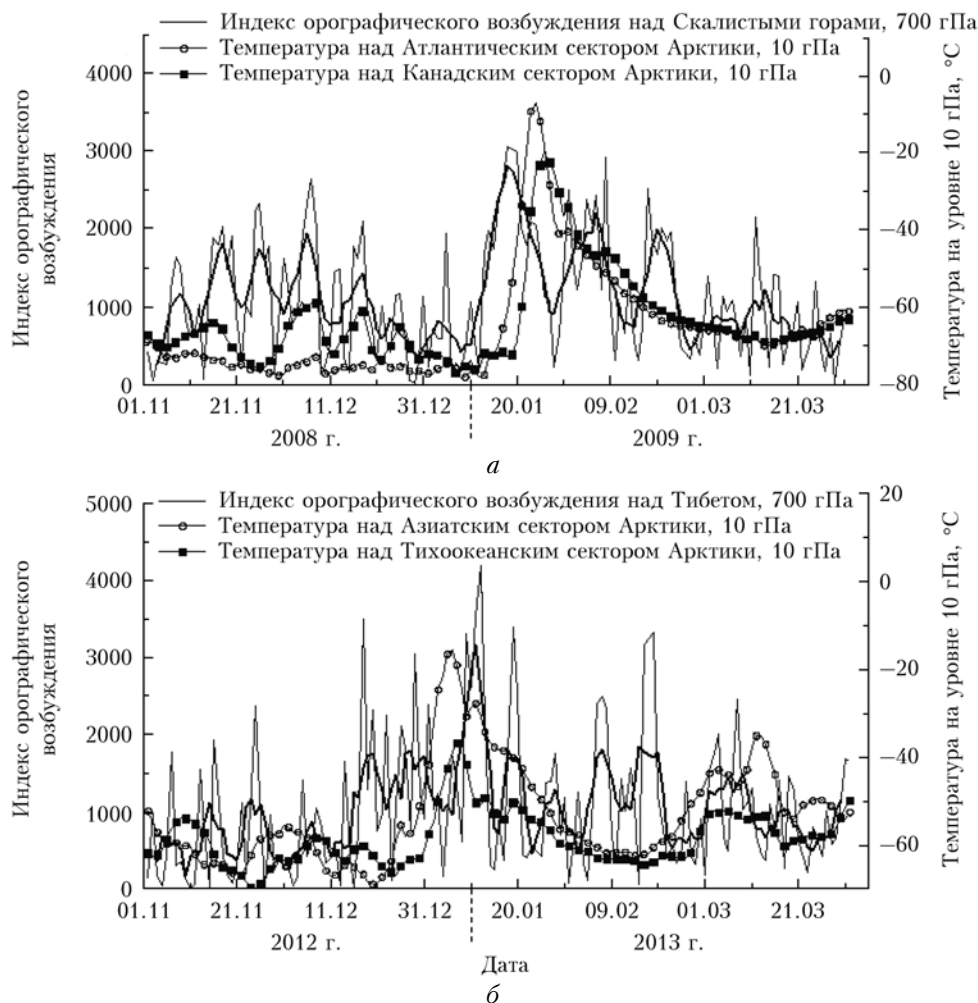 Индекс орографического возбуждения над Скалистыми горами, 700 гПа
Температура над Атлантическим сектором Арктики, 10 гПа
Температура над Канадским сектором Арктики, 10 гПа
Индекс орографического
возбуждения
4000
3000
2000
1000
0
Температура на уровне 10 гПа, °С
0
−20
−40
−60
−80
01.11 21.11 11.12 31.12 20.01 09.02 01.03 21.03
2008 г. 2009 г.
а
Индекс орографического возбуждения над Тибетом, 700 гПа
Температура над Азиатским сектором Арктики, 10 гПа
Температура над Тихоокеанским сектором Арктики, 10 гПа
Индекс орографического
возбуждения
5000
4000
3000
2000
1000
0
Температура на уровне 10 гПа, °С
20
0
−20
−40
−60
01.11 21.11 11.12 31.12 20.01 09.02 01.03 21.03
2012 г. 2013 г.
Дата
б